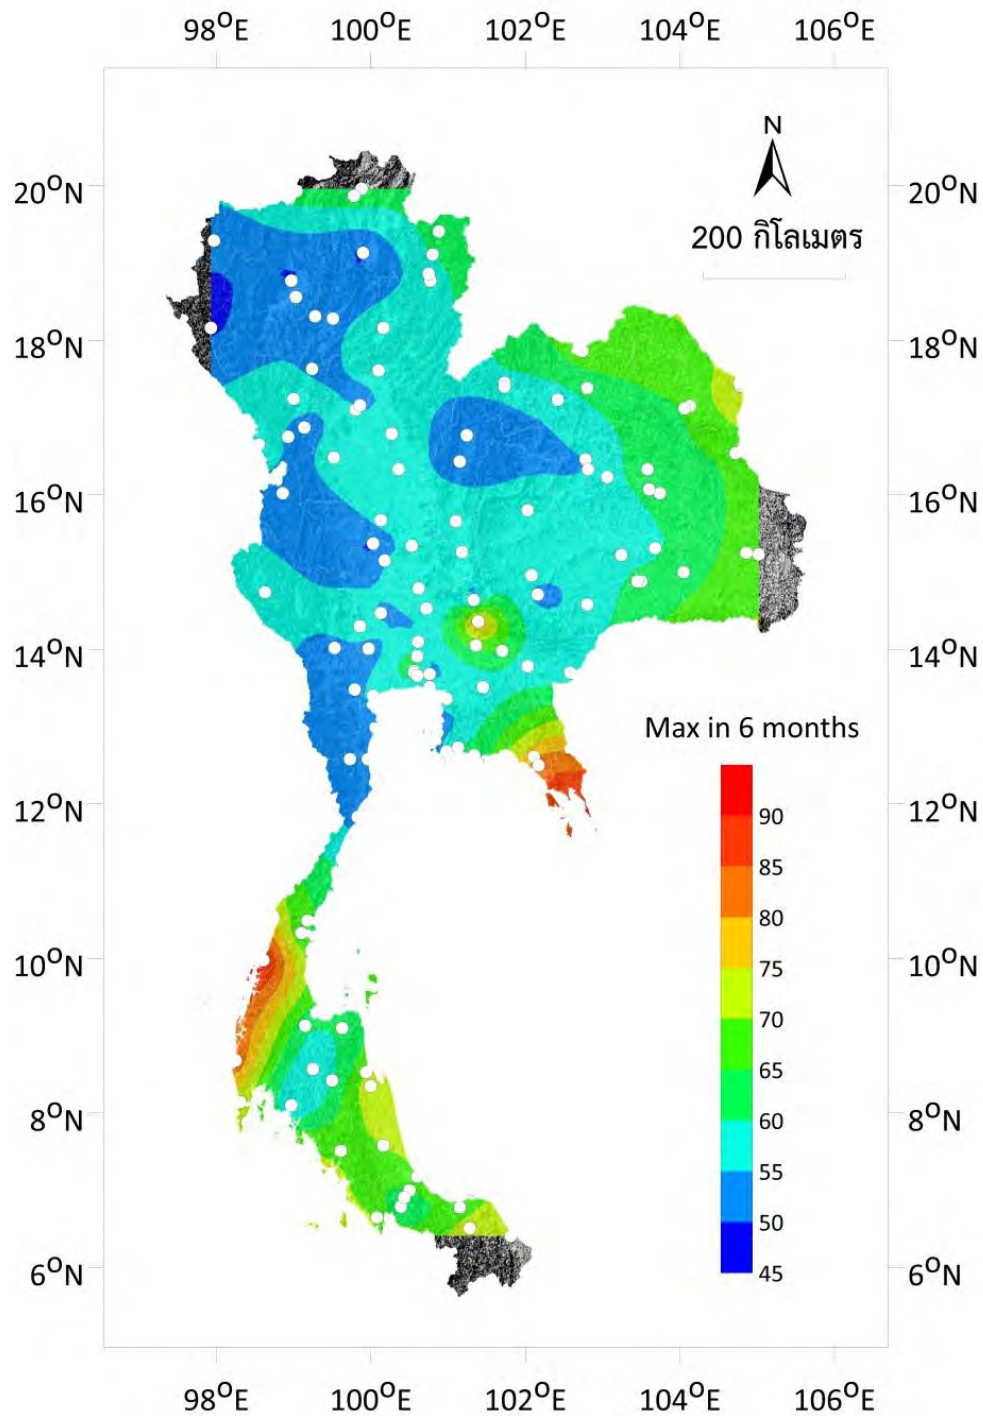 98°E 100°E 102°E 104°E 106°E
N
20°N 20°N
200 กิโลเมตร
18°N 18°N
16°N 16°N
14°N 14°N
Max in 6 months
12°N 12°N
90
85
80
10°N 10°N
75
70
65
8°N 8°N
60
55
50
6°N 6°N
45
98°E 100°E 102°E 104°E 106°E